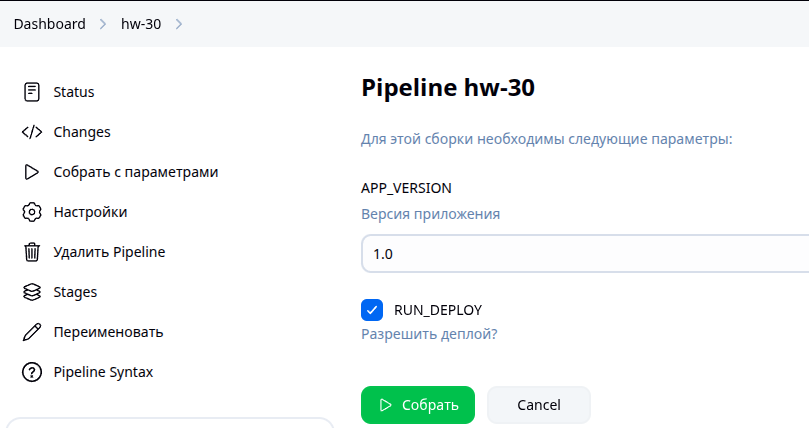 Dashboard
hw-30
Status
Changes
Собрать с параметрами
Настройки
Удалить Pipeline
Stages
Переименовать
Pipeline Syntax
Pipeline hw-30
Для этой сборки необходимы следующие параметры:
APP_VERSION
Версия приложения
1.0
RUN_DEPLOY
Разрешить деплой?
Собрать
Cancel